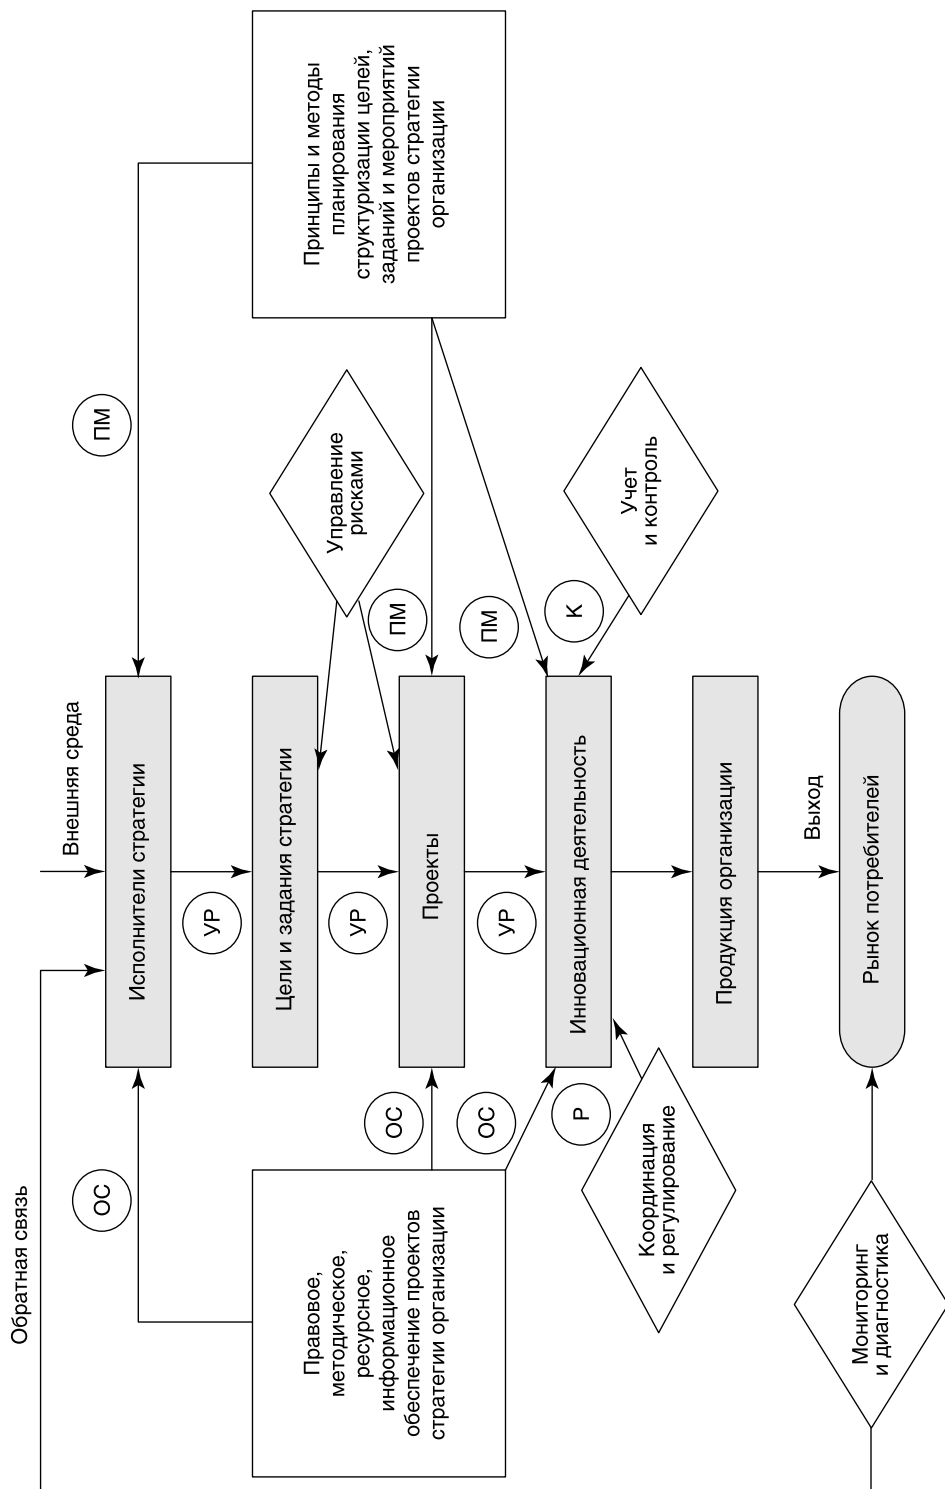 Обратная связь
Внешняя среда
ОС
ПМ
Исполнители стратегии
УР
Правовое,
методическое,
ресурсное,
информационное
обеспечение проектов
стратегии организации
Цели и задания стратегии
Управление
рисками
Принципы и методы
планирования
структуризации целей,
заданий и мероприятий
проектов стратегии
организации
УР
ОС
ПМ
Проекты
ОС
УР
ПМ
Р
К
Инновационная деятельность
Координация
и регулирование
Учет
и контроль
Продукция организации
Выход
Мониторинг
и диагностика
Рынок потребителей